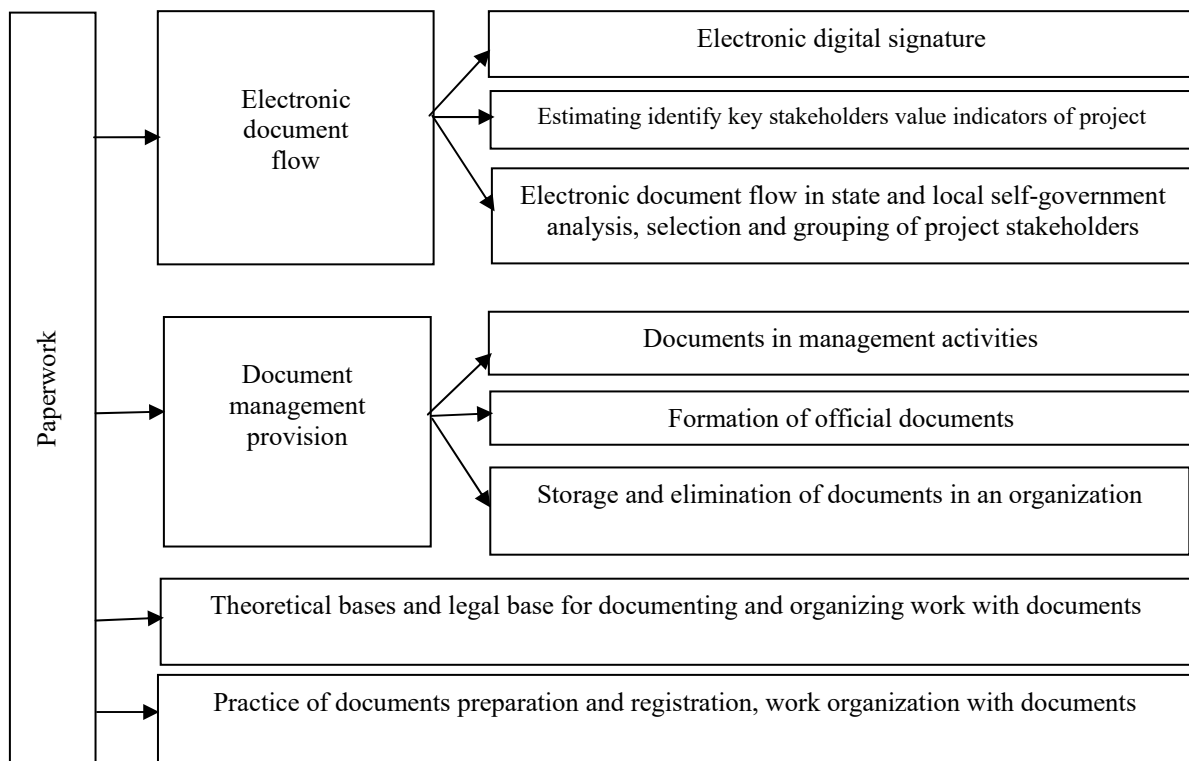 Paperwork
Electronic
document
flow
Electronic digital signature
Estimating identify key stakeholders value indicators of project
Electronic document flow in state and local self-government
analysis, selection and grouping of project stakeholders
Document
management
provision
Documents in management activities
Formation of official documents
Storage and elimination of documents in an organization
Theoretical bases and legal base for documenting and organizing work with documents
Practice of documents preparation and registration, work organization with documents